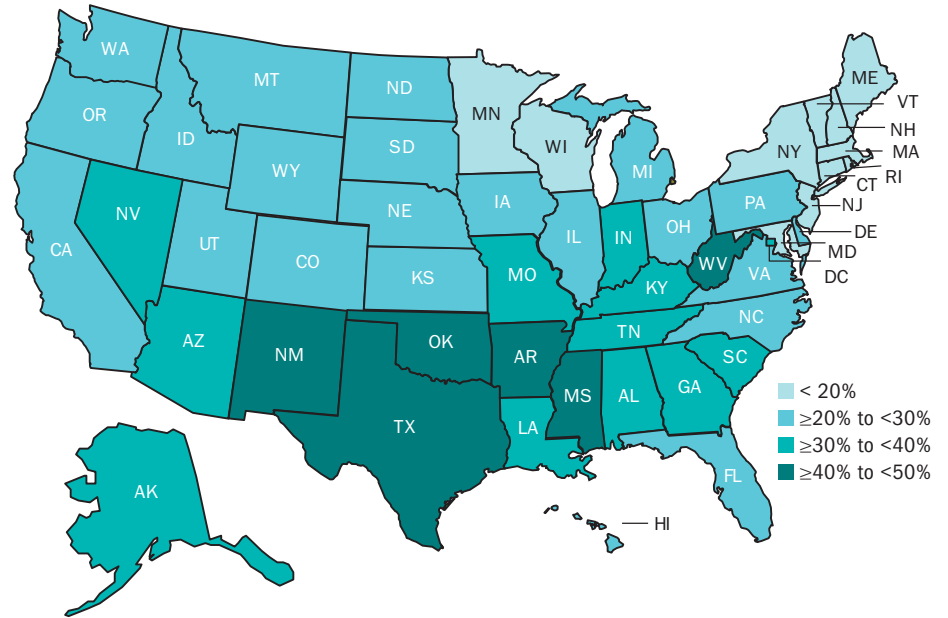 WA
MT
ND
MN
ME
VT
OR
ID
SD
WI
NH
NY
MA
WY
MI
RI
CT
IA
PA
NJ
NE
NV
OH
DE
UT
IL
IN
CA
CO
MD
WV
VA
DC
KS
MO
KY
NC
TN
AZ
OK
NM
AR
SC
MS
AL
GA
< 20%
≥20% to <30%
TX
LA
≥30% to <40%
≥40% to <50%
FL
AK
HI